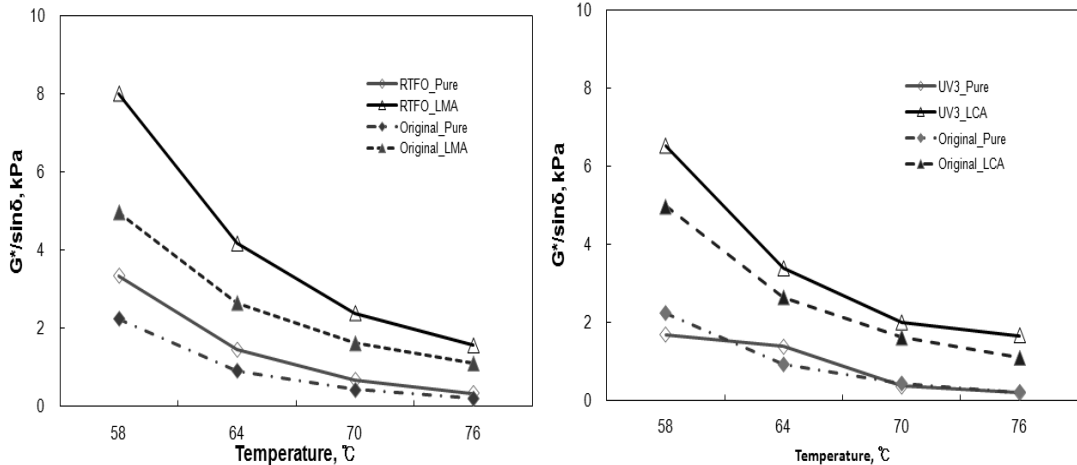 10
8
6
4
2
0
G*/sinδ, kPa
RTFO_Pure
RTFO_LMA
Original_Pure
Original_LMA
58
64
70
76
Temperature, ℃
10
8
6
4
2
0
G*/sinδ, kPa
UV3_Pure
UV3_LCA
Original_Pure
Original_LCA
58
64
70
76
Temperature, ℃